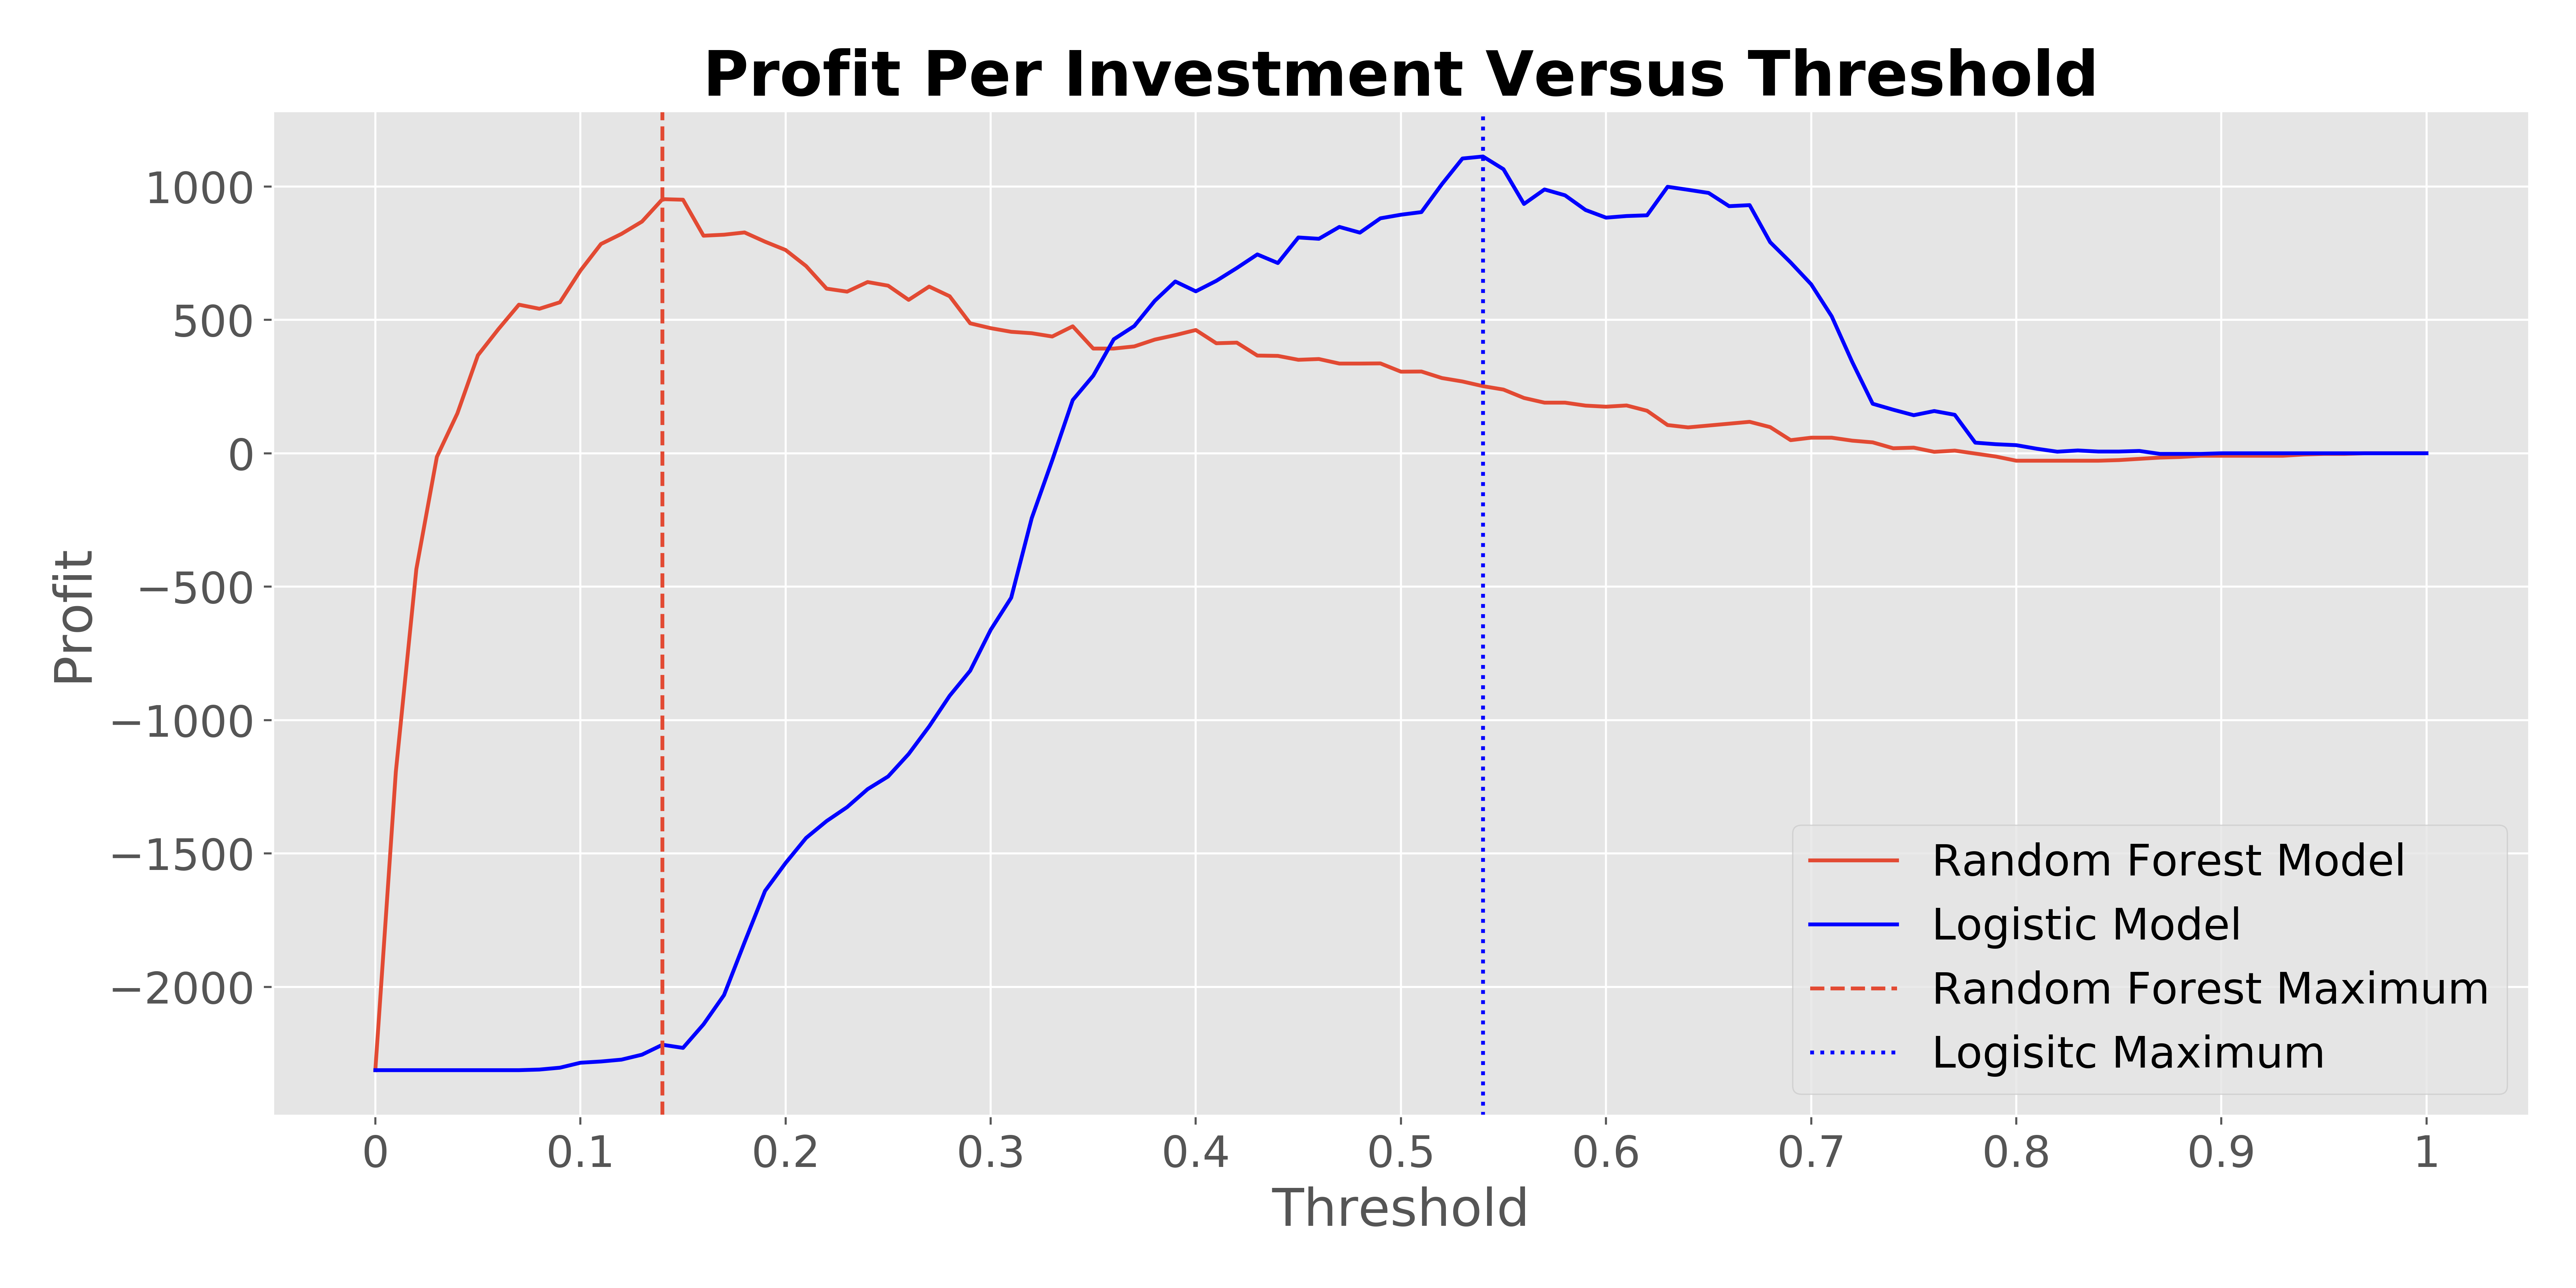 Profit Per Investment Versus Threshold
1000
500
0
−500
−1000
−1500
−2000
Profit
0 0.1 0.2 0.3 0.4 0.5 0.6 0.7 0.8 0.9 1
Threshold
Random Forest Model
Logistic Model
Random Forest Maximum
Logisitc Maximum